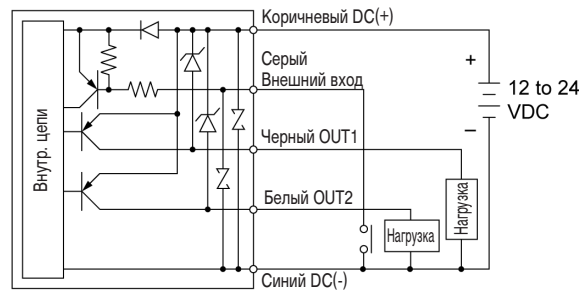 Коричневый DC(+)
Серый
Внешний вход
+
12 to 24
VDC
−
Внутр. цепи
Черный OUT1
Белый OUT2
Нагрузка
Нагрузка
Синий DC(-)